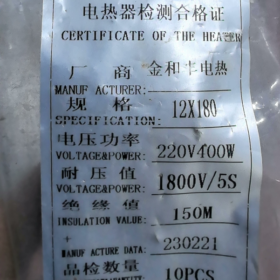 电热器检测合格证
CERTIFICATE OF THE HEATER
厂商 金和丰电热
MANUF ACTURER:
规格 12X180
SPECIFICATION:
电压功率 220V400W
VOLTAGE&POWER:
耐压值 1800V/5S
VOLTAGE&POWER:
绝缘值 150M
INSULATION VALUE:
MANUF ACTURE DATA: 230221
品检数量 10PCS